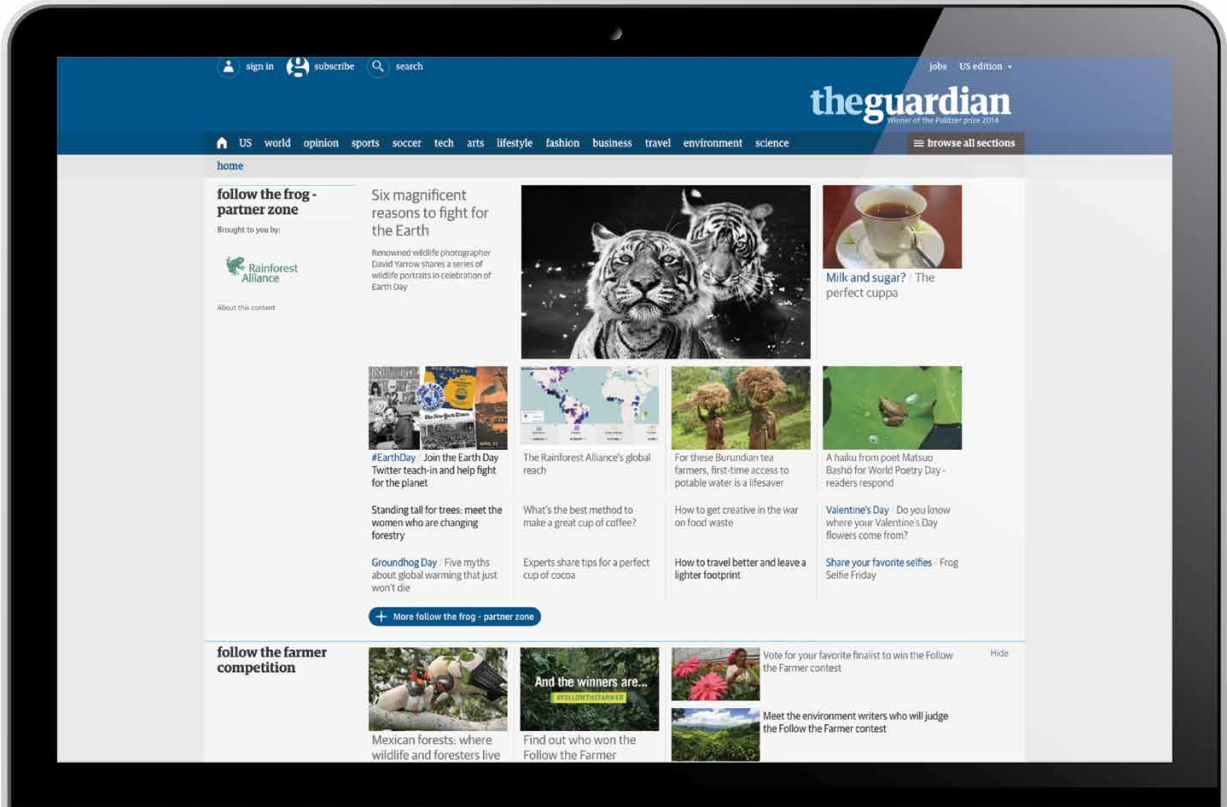 sign in
subscribe
search
jobs
US edition
theguardian
Winner of the Pulitzer prize 2014
US world opinion sports soccer tech arts lifestyle fashion business travel environment science
browse all sections
home
follow the frog -
partner zone
Brought to you by:
Rainforest
Alliance
About this content
Six magnificent
reasons to fight for
the Earth
Renowned wildlife photographer
David Yarrow shares a series of
wildlife portraits in celebration of
Earth Day
Milk and sugar? / The
perfect cuppa
The New York Times
#EarthDay / Join the Earth Day
Twitter teach-in and help fight
for the planet
The Rainforest Alliance's global
reach
For these Burundian tea
farmers, first-time access to
potable water is a lifesaver
A haiku from poet Matsuo
Bashō for World Poetry Day -
readers respond
Standing tall for trees: meet the
women who are changing
forestry
What's the best method to
make a great cup of coffee?
How to get creative in the war
on food waste
Valentine's Day / Do you know
where your Valentine's Day
flowers come from?
Groundhog Day / Five myths
about global warming that just
won't die
Experts share tips for a perfect
cup of cocoa
How to travel better and leave a
lighter footprint
Share your favorite selfies / Frog
Selfie Friday
+ More follow the frog - partner zone
follow the farmer
competition
Mexican forests: where
wildlife and foresters live
And the winners are...
#FOLLOWTHEFARMER
Find out who won the
Follow the Farmer
Vote for your favorite finalist to win the Follow
the Farmer contest
Meet the environment writers who will judge
the Follow the Farmer contest
Hide